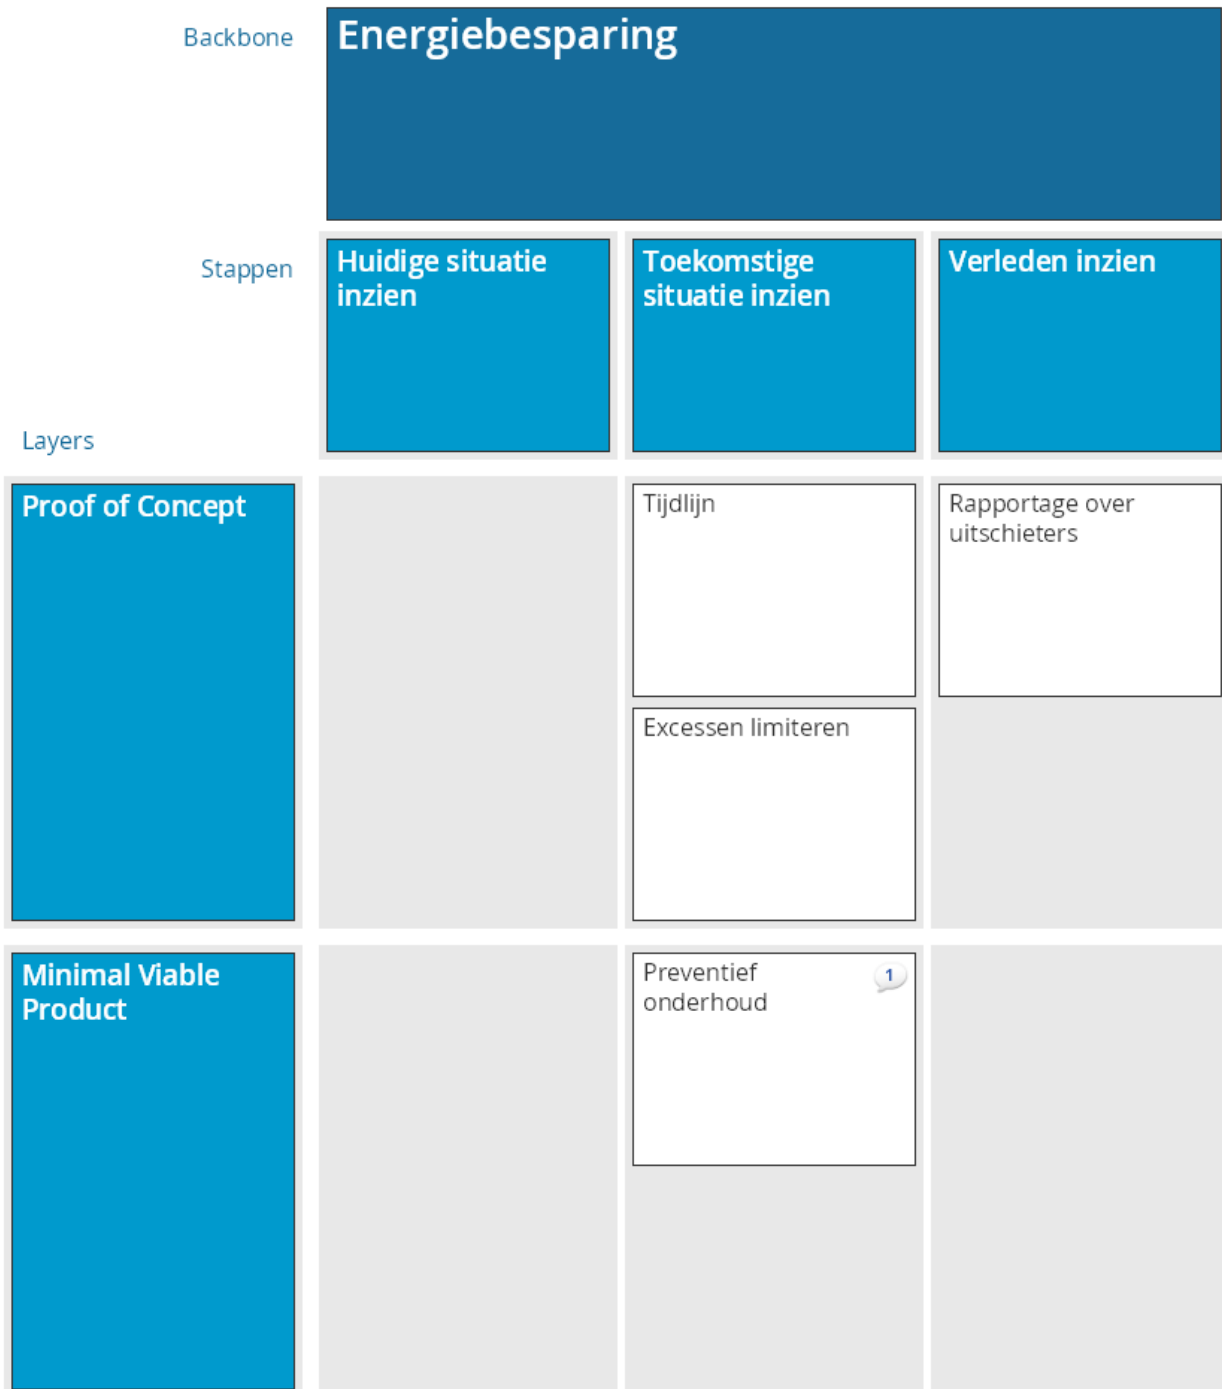 Backbone
Energiebesparing
Stappen
Huidige situatie
inzien
Toekomstige
situatie inzien
Verleden inzien
Layers
Proof of Concept
Tijdlijn
Rapportage over
uitschieters
Excessen limiteren
Minimal Viable
Product
Preventief
onderhoud
1